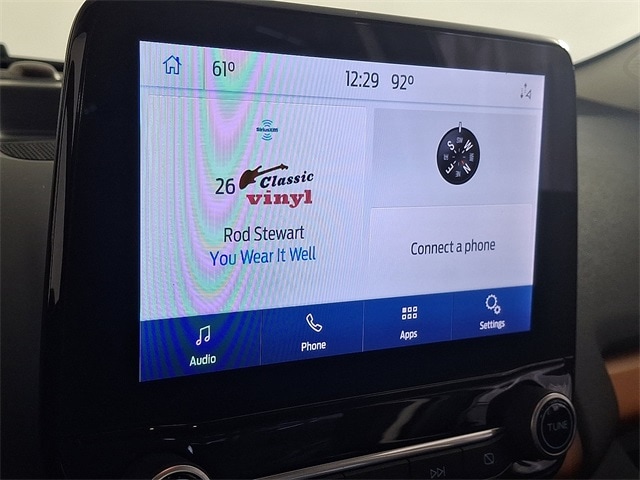 61°
12:29 92°
SiriusXM
26 Classic
vinyl
Rod Stewart
You Wear It Well
S W N E
Connect a phone
Audio
Phone
Apps
Settings
TUNE